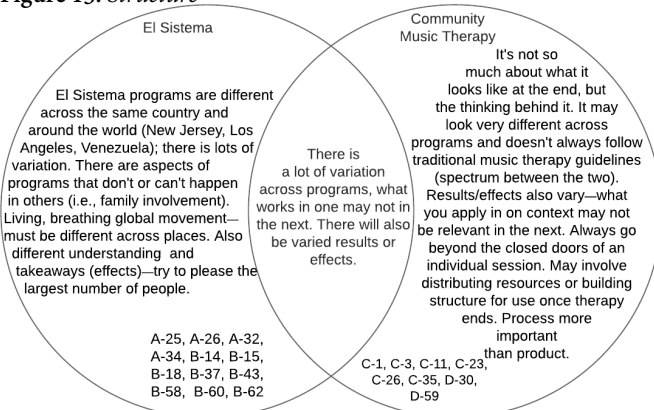 Figure 13. Structure
El Sistema
El Sistema programs are different
across the same country and
around the world (New Jersey, Los
Angeles, Venezuela); there is lots of
variation. There are aspects of
programs that don't or can't happen
in others (i.e., family involvement).
Living, breathing global movement—
must be different across places. Also
different understanding and
takeaways (effects)—try to please the
largest number of people.
A-25, A-26, A-32,
A-34, B-14, B-15,
B-18, B-37, B-43,
B-58, B-60, B-62
There is
a lot of variation
across programs, what
works in one may not in
the next. There will also
be varied results or
effects.
Community
Music Therapy
It's not so
much about what it
looks like at the end, but
the thinking behind it. It may
look very different across
programs and doesn't always follow
traditional music therapy guidelines
(spectrum between the two).
Results/effects also vary—what
you apply in on context may not
be relevant in the next. Always go
beyond the closed doors of an
individual session. May involve
distributing resources or building
structure for use once therapy
ends. Process more
important
than product.
C-1, C-3, C-11, C-23,
C-26, C-35, D-30,
D-59